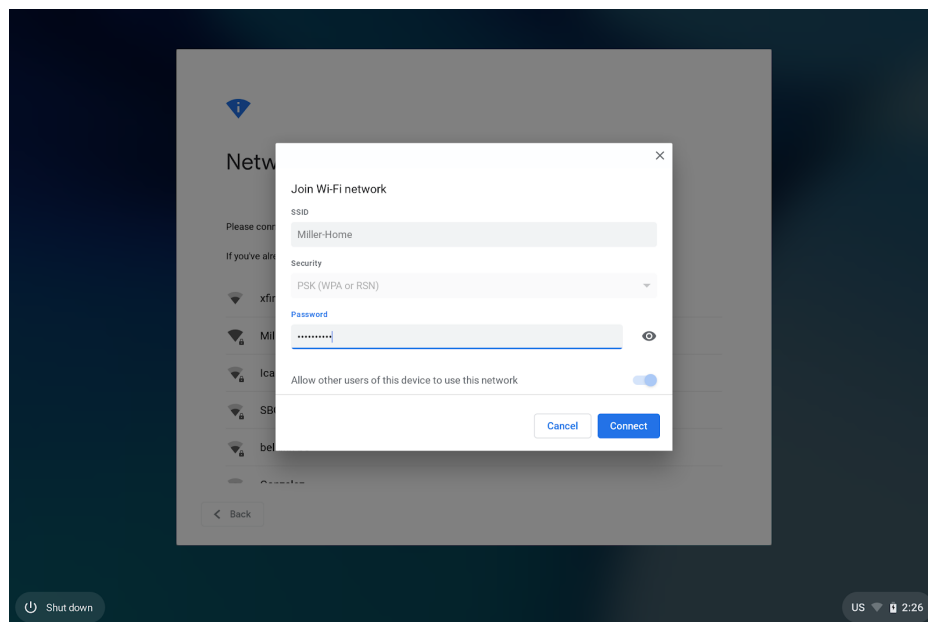 Netw
Join Wi-Fi network
SSID
Miller-Home
Please conn
If you've alre
Security
PSK (WPA or RSN)
xfin
Password
••••••••••
Mil
Ica
Allow other users of this device to use this network
SBC
Cancel
Connect
bel
Back
Shut down
US
2:26